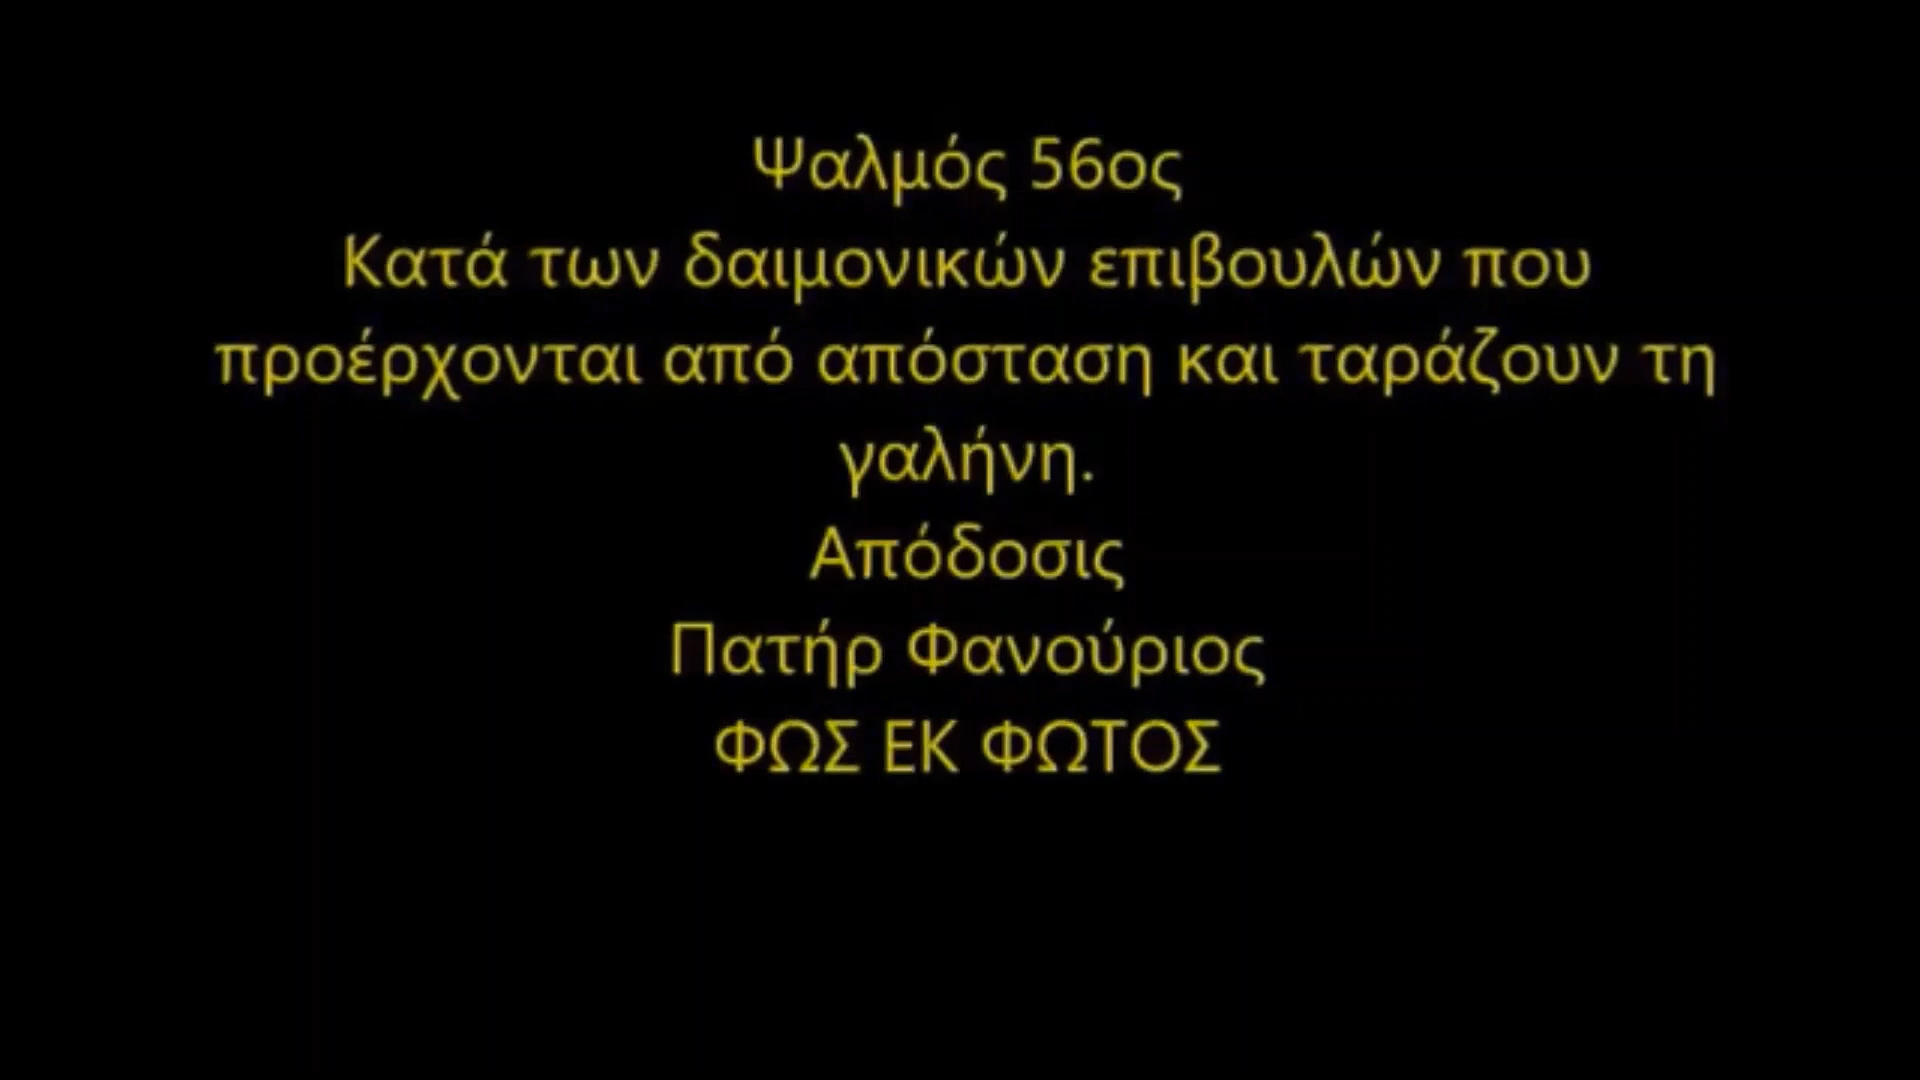 Ψαλμός 56ος
Κατά των δαιμονικών επιβουλών που
προέρχονται από απόσταση και ταράζουν τη
γαλήνη.
Απόδοσις
Πατήρ Φανούριος
ΦΩΣ ΕΚ ΦΩΤΟΣ